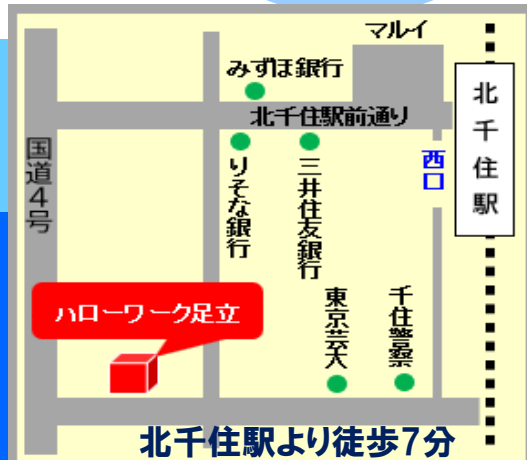 マルイ
みずほ銀行
北千住駅前通り
北千住駅
西口
国道4号
りそな銀行
三井住友銀行
東京芸大
千住警察
ハローワーク足立
北千住駅より徒歩7分